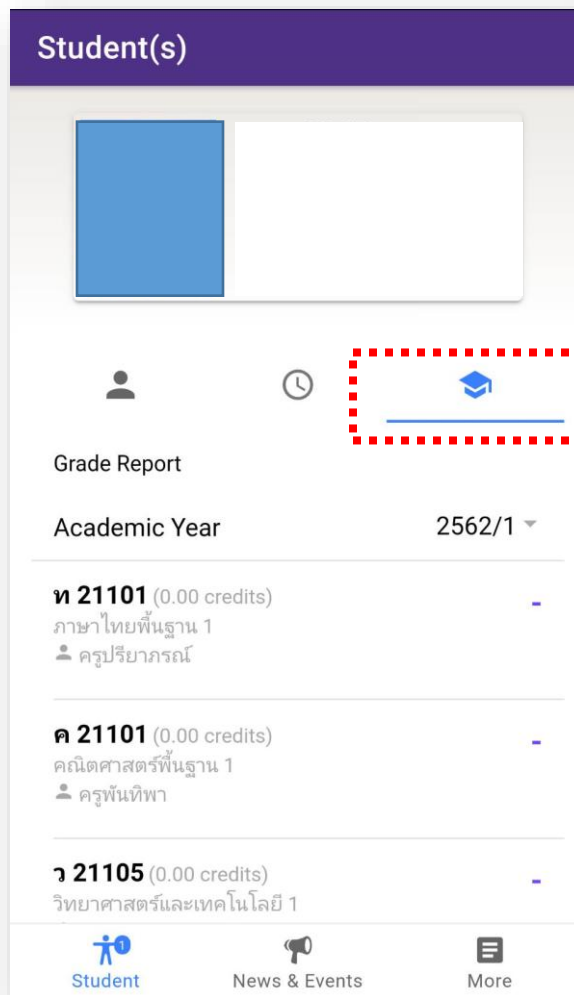 Student(s)
Grade Report
Academic Year 2562/1
ท 21101 (0.00 credits) -
ภาษาไทยพื้นฐาน 1
ครูปรียาภรณ์
ค 21101 (0.00 credits) -
คณิตศาสตร์พื้นฐาน 1
ครูพันทิพา
ว 21105 (0.00 credits) -
วิทยาศาสตร์และเทคโนโลยี 1
1
Student News & Events More